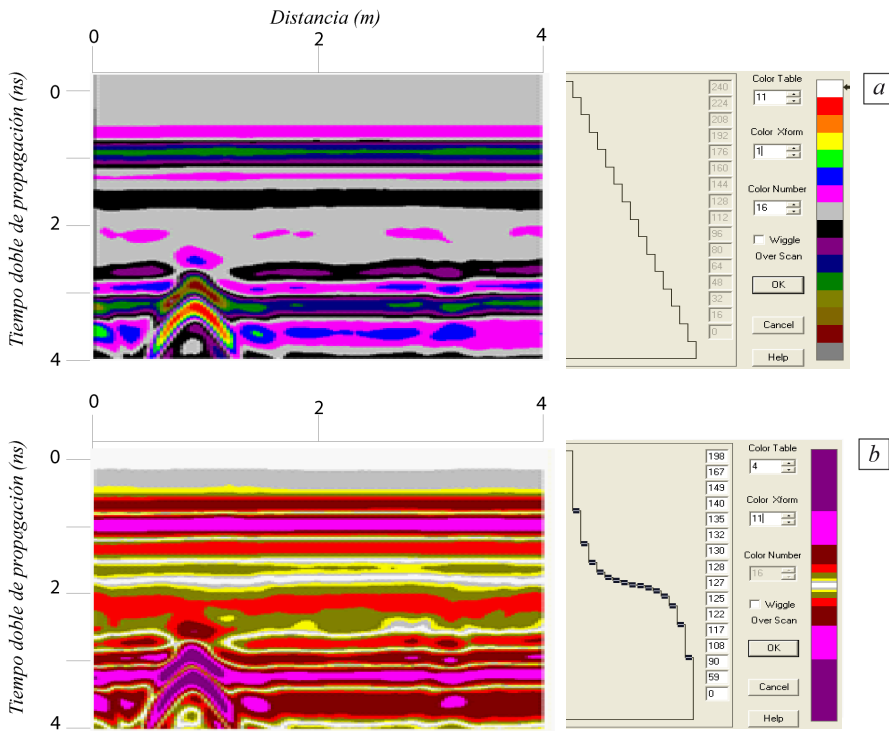 Distancia (m)
0 2 4
Tiempo doble de propagación (ns)
0
2
4
240
224
208
192
176
160
144
128
112
96
80
64
48
32
16
0
Color Table
11
Color Xform
1
Color Number
16
Wiggle
Over Scan
OK
Cancel
Help
a
0 2 4
Tiempo doble de propagación (ns)
0
2
4
198
167
149
140
135
132
130
128
127
125
122
117
108
90
59
0
Color Table
4
Color Xform
11
Color Number
16
Wiggle
Over Scan
OK
Cancel
Help
b